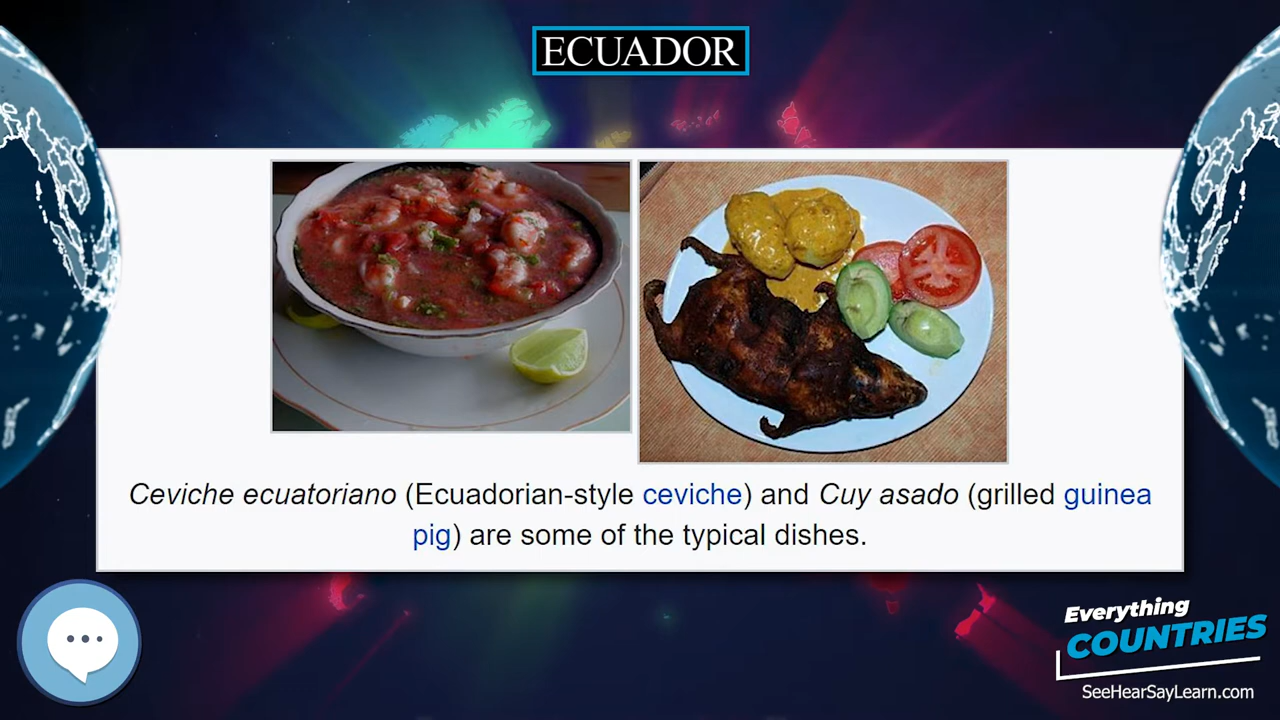 ECUADOR
Ceviche ecuatoriano (Ecuadorian-style ceviche) and Cuy asado (grilled guinea
pig) are some of the typical dishes.
Everything
COUNTRIES
SeeHearSayLearn.com